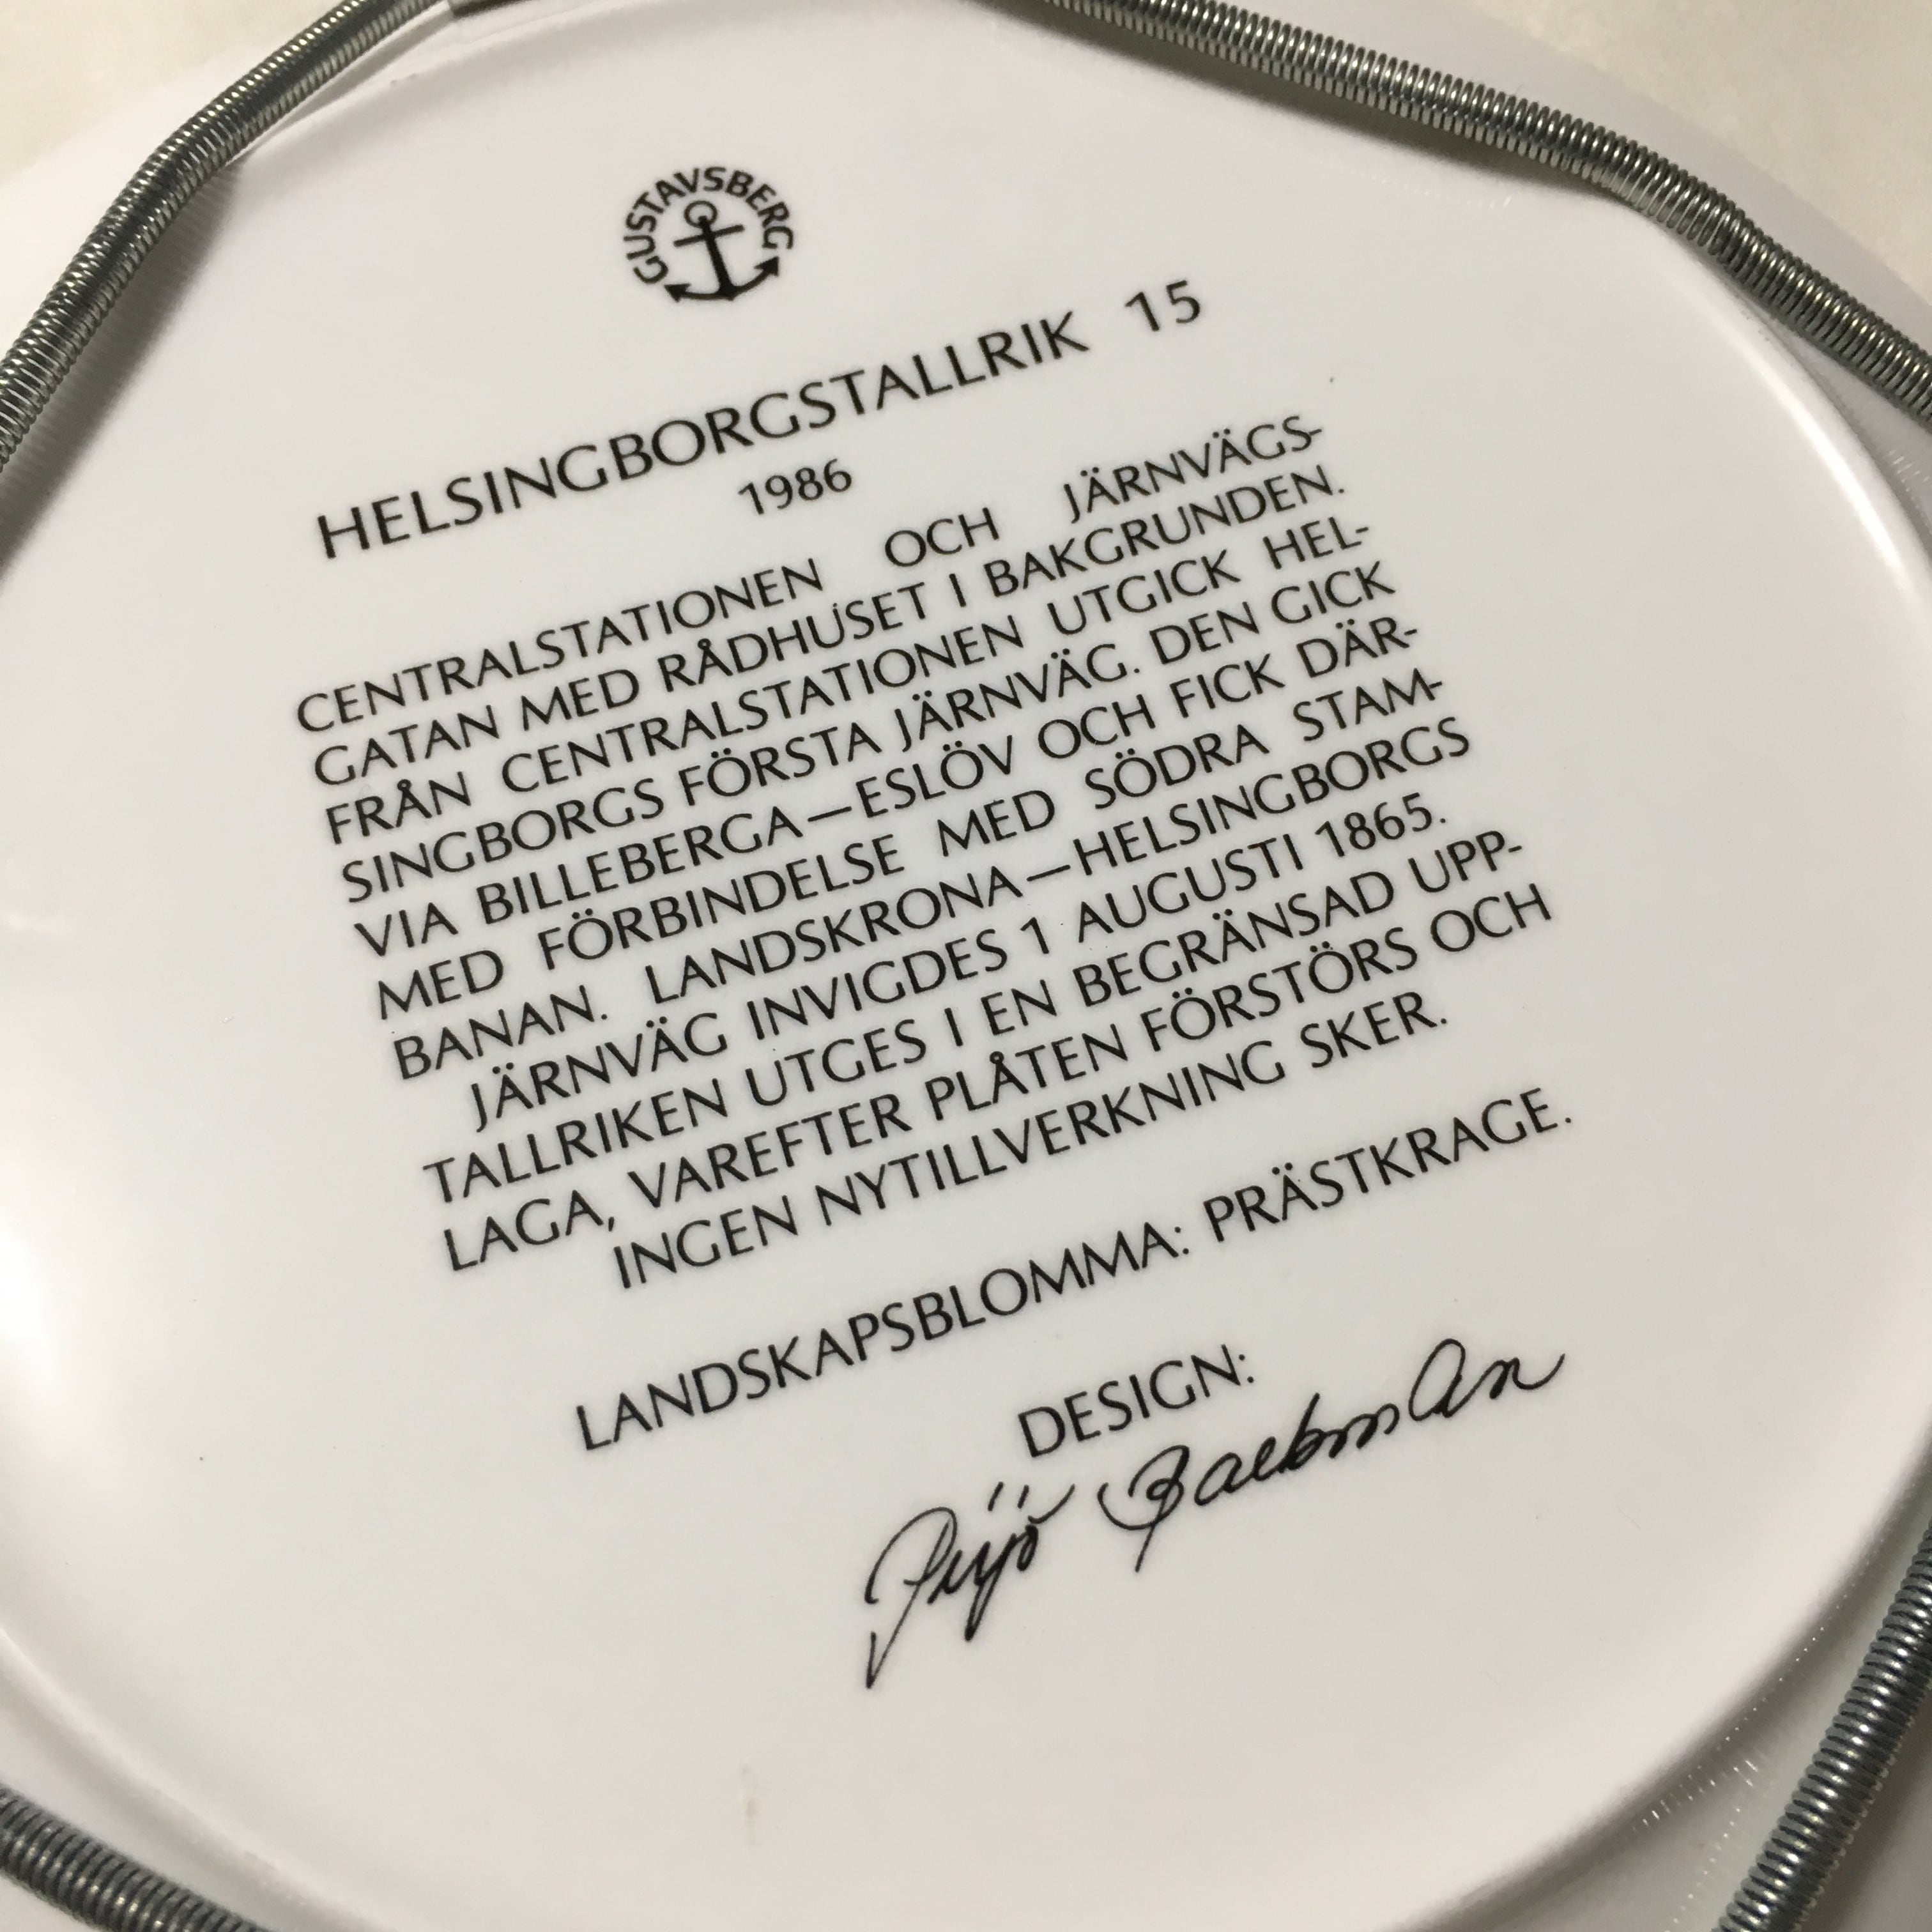 GUSTAVSBERG
HELSINGBORGSTALLRIK 15
1986
CENTRALSTATIONEN OCH JÄRNVÄGS-
GATAN MED RÅDHUSET I BAKGRUNDEN.
FRÅN CENTRALSTATIONEN UTGICK HEL-
SINGBORGS FÖRSTA JÄRNVÄG. DEN GICK
VIA BILLEBERGA—ESLÖV OCH FICK DÄR-
MED FÖRBINDELSE MED SÖDRA STAM-
BANAN. LANDSKRONA—HELSINGBORGS
JÄRNVÄG INVIGDES 1 AUGUSTI 1865.
TALLRIKEN UTGES I EN BEGRÄNSAD UPP-
LAGA, VAREFTER PLÅTEN FÖRSTÖRS OCH
INGEN NYTILLVERKNING SKER.
LANDSKAPSBLOMMA: PRÄSTKRAGE.
DESIGN: